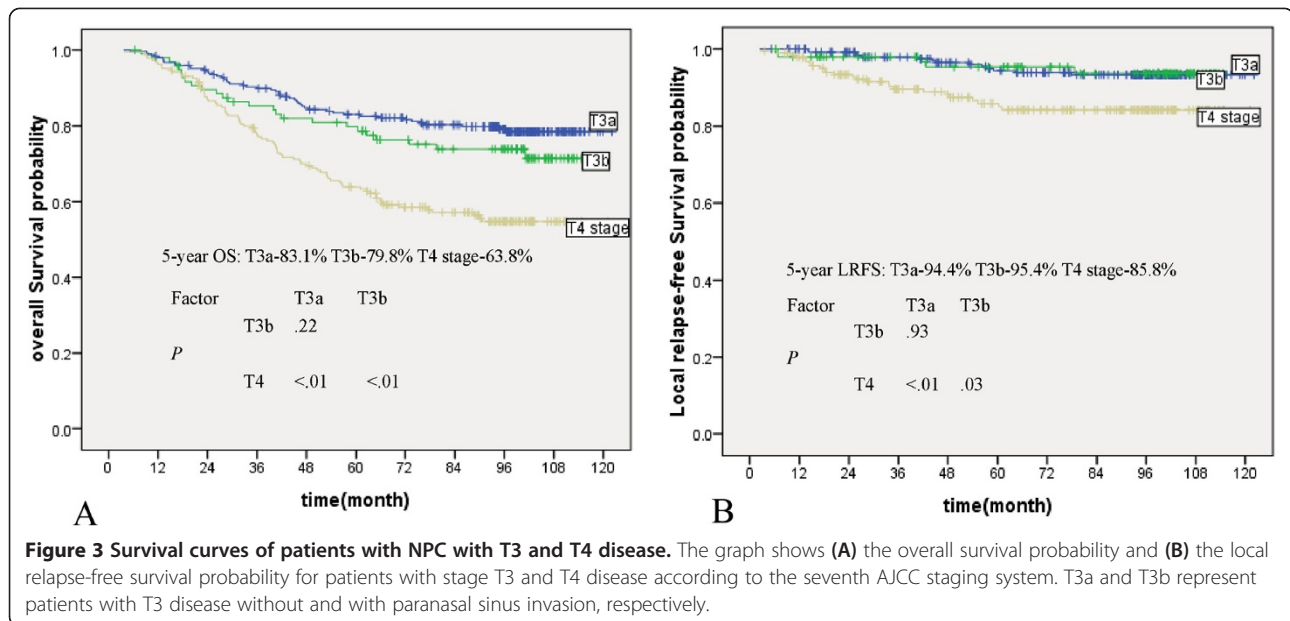 overall Survival probability
1.0
0.8
0.6
0.4
0.2
0.0
T3a
T3b
T4 stage
5-year OS: T3a-83.1% T3b-79.8% T4 stage-63.8%
Factor T3a T3b
T3b .22
P
T4 <.01 <.01
0 12 24 36 48 60 72 84 96 108 120
time(month)
A
Local relapse-free Survival probability
1.0
0.8
0.6
0.4
0.2
0.0
T3a
T3b
T4 stage
5-year LRFS: T3a-94.4% T3b-95.4% T4 stage-85.8%
Factor T3a T3b
T3b .93
P
T4 <.01 .03
0 12 24 36 48 60 72 84 96 108 120
time(month)
B
Figure 3 Survival curves of patients with NPC with T3 and T4 disease. The graph shows (A) the overall survival probability and (B) the local
relapse-free survival probability for patients with stage T3 and T4 disease according to the seventh AJCC staging system. T3a and T3b represent
patients with T3 disease without and with paranasal sinus invasion, respectively.